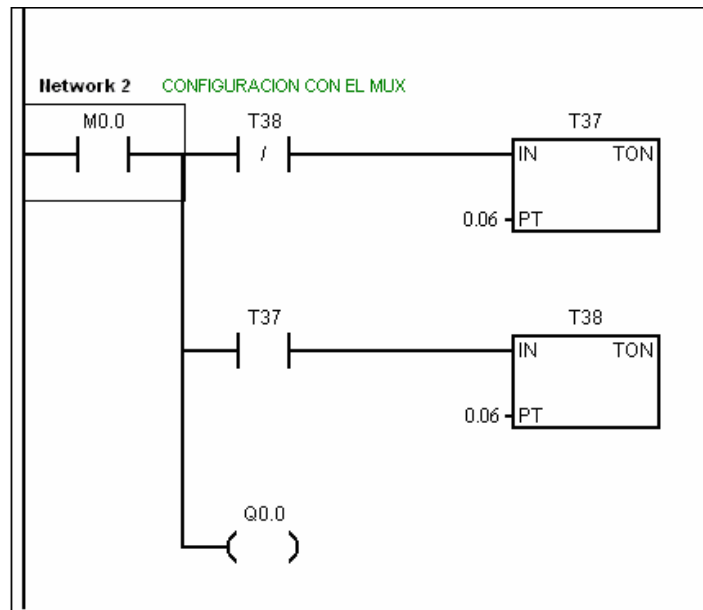 Network 2 CONFIGURACION CON EL MUX
M0.0 T38 T37
/ IN TON
0.06 PT
T37 T38
IN TON
0.06 PT
Q0.0